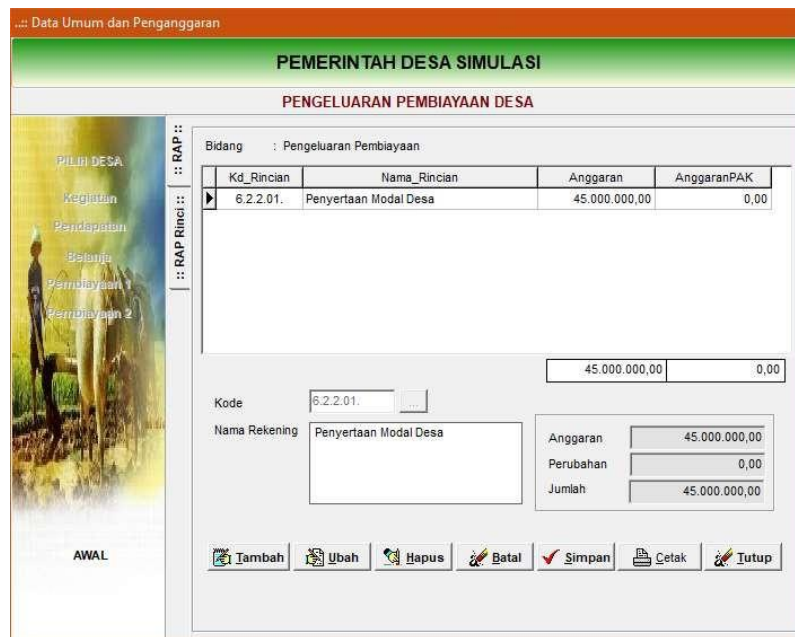 ..:: Data Umum dan Penganggaran
PEMERINTAH DESA SIMULASI
PENGELUARAN PEMBIAYAAN DESA
PILIH DESA
Kegiatan
Pendapatan
Belanja
Pembiayaan 1
Pembiayaan 2
AWAL
:: RAP ::
:: RAP Rinci ::
Bidang : Pengeluaran Pembiayaan
Kd_Rincian Nama_Rincian Anggaran AnggaranPAK
6.2.2.01. Penyertaan Modal Desa 45.000.000,00 0,00
45.000.000,00 0,00
Kode 6.2.2.01. ...
Nama Rekening Penyertaan Modal Desa
Anggaran 45.000.000,00
Perubahan 0,00
Jumlah 45.000.000,00
Tambah Ubah Hapus Batal Simpan Cetak Tutup